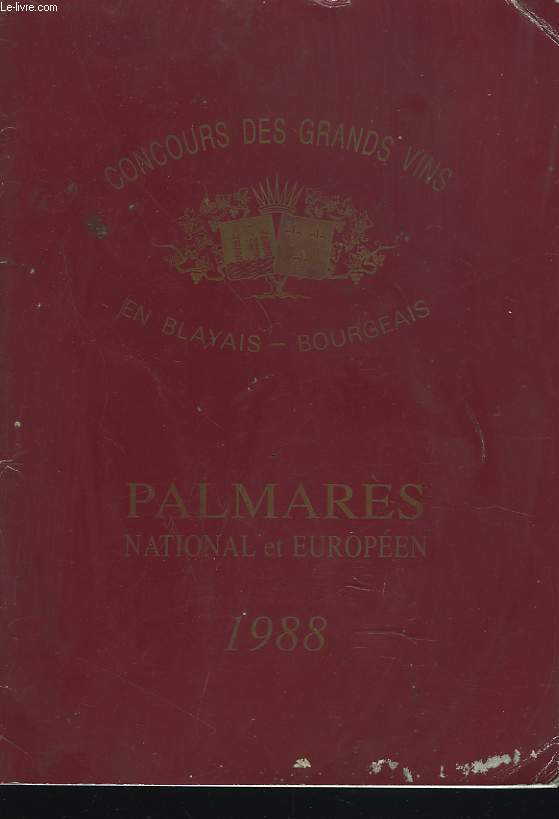 Le-livre.com
CONCOURS DES GRANDS VINS
EN BLAYAIS - BOURGEAIS
PALMARÈS
NATIONAL et EUROPÉEN
1988